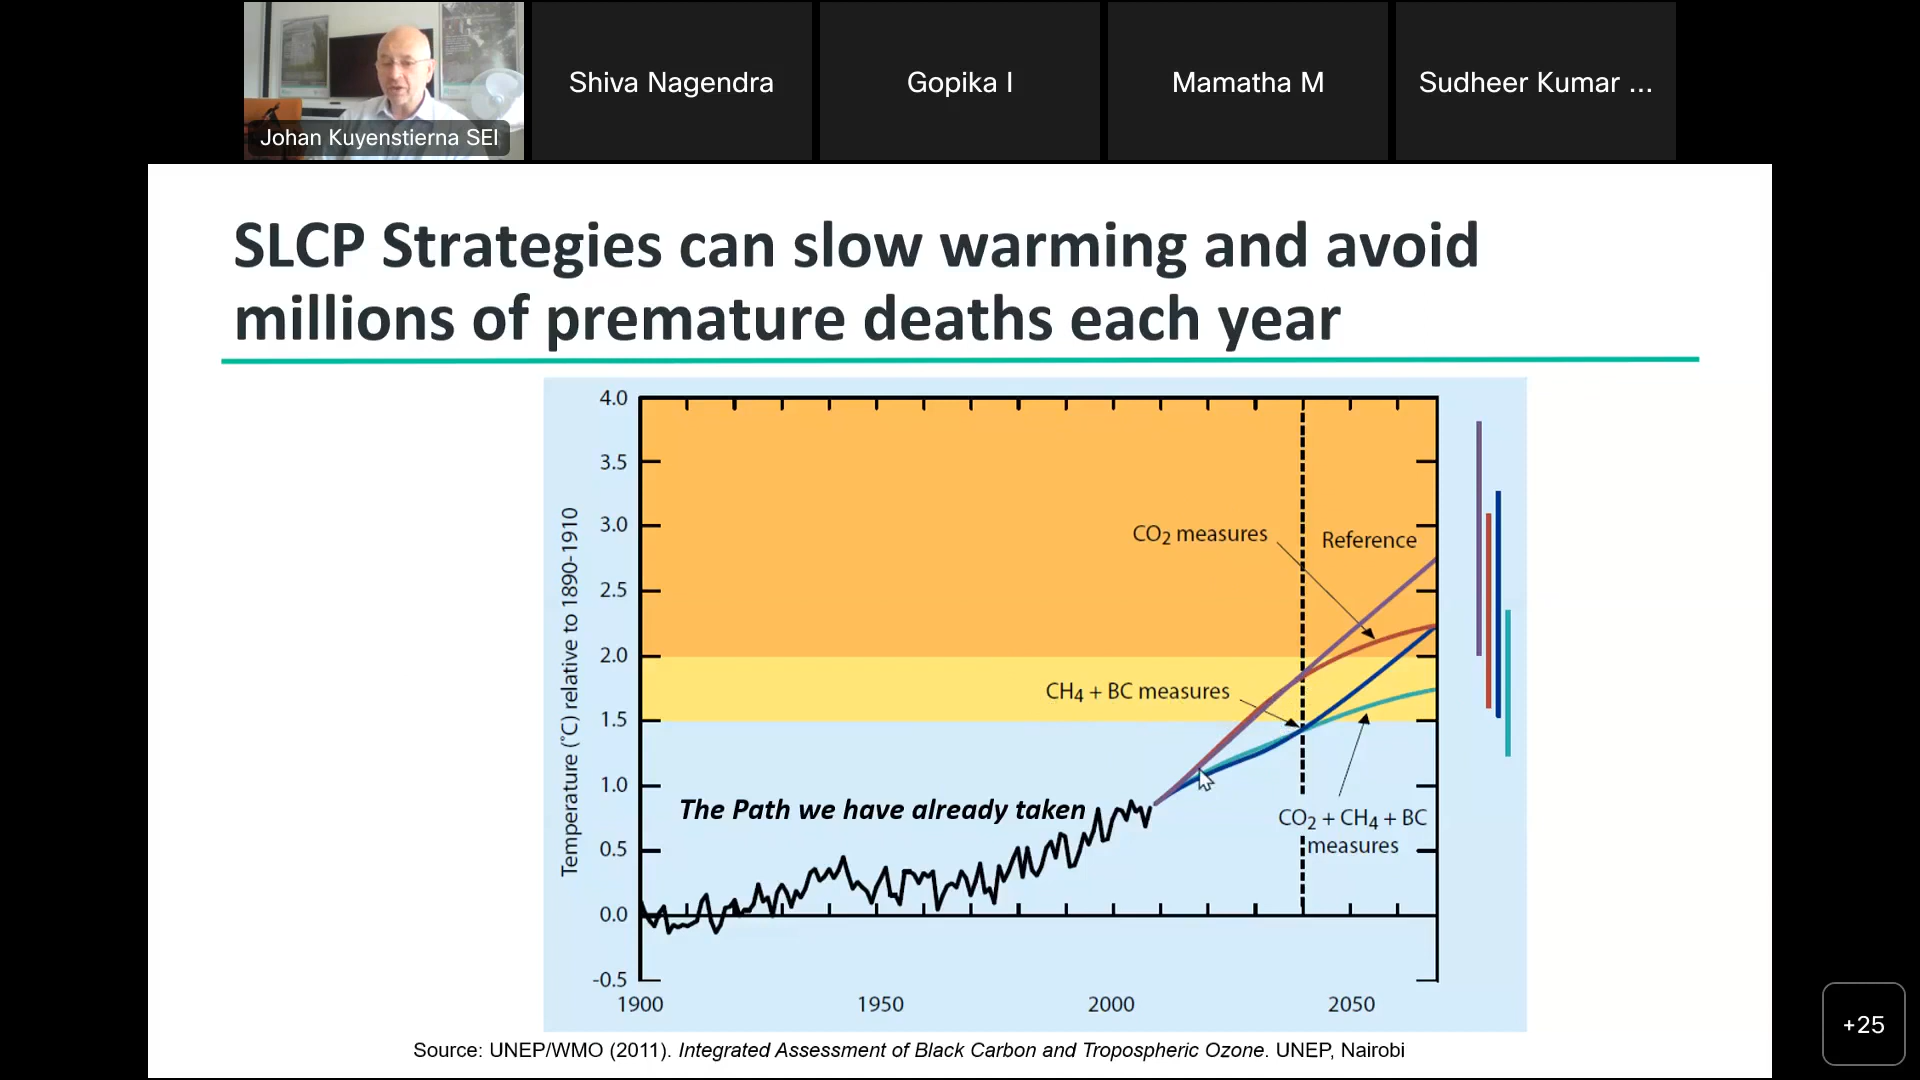 Johan Kuyenstierna SEI
Shiva Nagendra
Gopika I
Mamatha M
Sudheer Kumar ...
SLCP Strategies can slow warming and avoid
millions of premature deaths each year
Temperature (˚C) relative to 1890-1910
4.0
3.5
3.0
2.5
2.0
1.5
1.0
0.5
0.0
-0.5
1900
1950
2000
2050
CO₂ measures
Reference
CH₄ + BC measures
The Path we have already taken
CO₂ + CH₄ + BC
measures
Source: UNEP/WMO (2011). Integrated Assessment of Black Carbon and Tropospheric Ozone. UNEP, Nairobi
+25